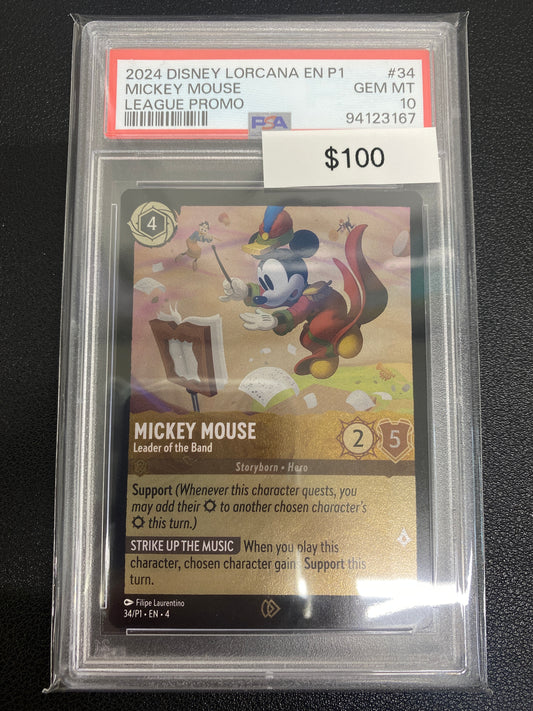 2024 DISNEY LORCANA EN P1 #34
MICKEY MOUSE GEM MT
LEAGUE PROMO 10
94123167
PSA
$100
4
MICKEY MOUSE
Leader of the Band
2 5
Storyborn • Hero
Support (Whenever this character quests, you
may add their to another chosen character's
this turn.)
STRIKE UP THE MUSIC When you play this
character, chosen character gains Support this
turn.
Filipe Laurentino
34/P1 • EN • 4